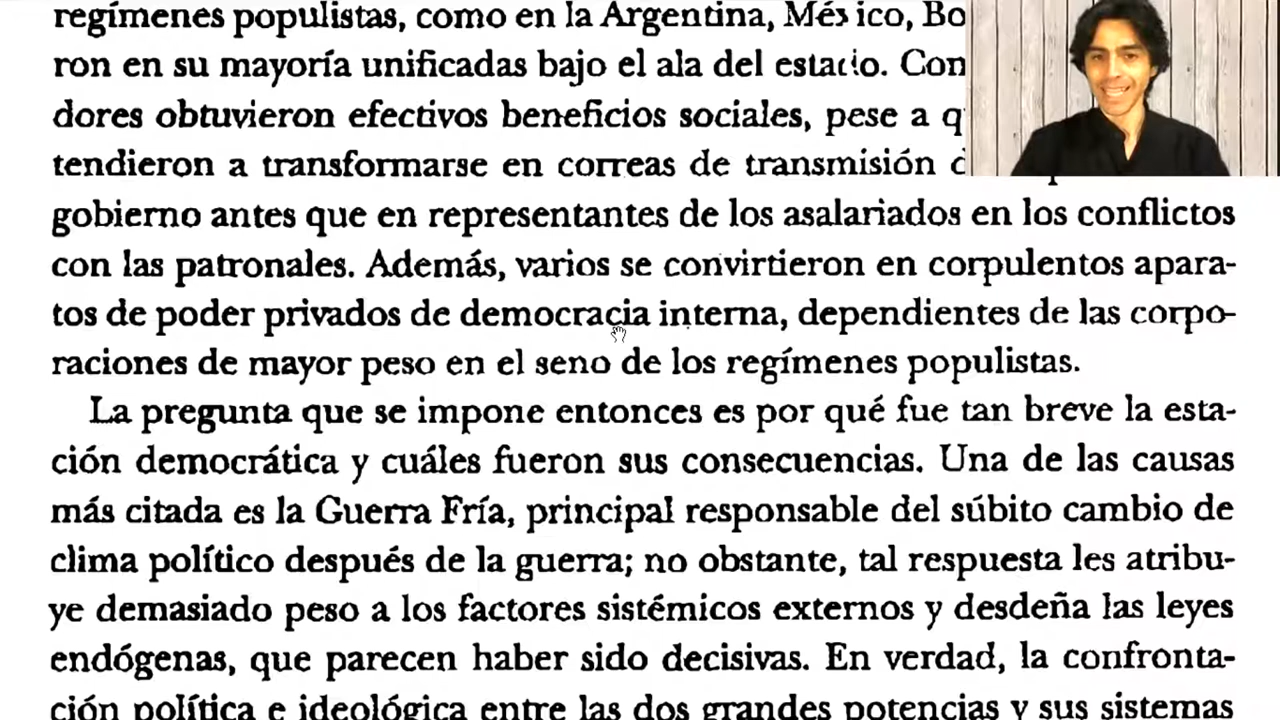 regímenes populistas, como en la Argentina, México, Bo
ron en su mayoría unificadas bajo el ala del estado. Con
dores obtuvieron efectivos beneficios sociales, pese a q
tendieron a transformarse en correas de transmisión d
gobierno antes que en representantes de los asalariados en los conflictos
con las patronales. Además, varios se convirtieron en corpulentos apara-
tos de poder privados de democracia interna, dependientes de las corpo-
raciones de mayor peso en el seno de los regímenes populistas.
La pregunta que se impone entonces es por qué fue tan breve la esta-
ción democrática y cuáles fueron sus consecuencias. Una de las causas
más citada es la Guerra Fría, principal responsable del súbito cambio de
clima político después de la guerra; no obstante, tal respuesta les atribu-
ye demasiado peso a los factores sistémicos externos y desdeña las leyes
endógenas, que parecen haber sido decisivas. En verdad, la confronta-
ción política e ideológica entre las dos grandes potencias y sus sistemas